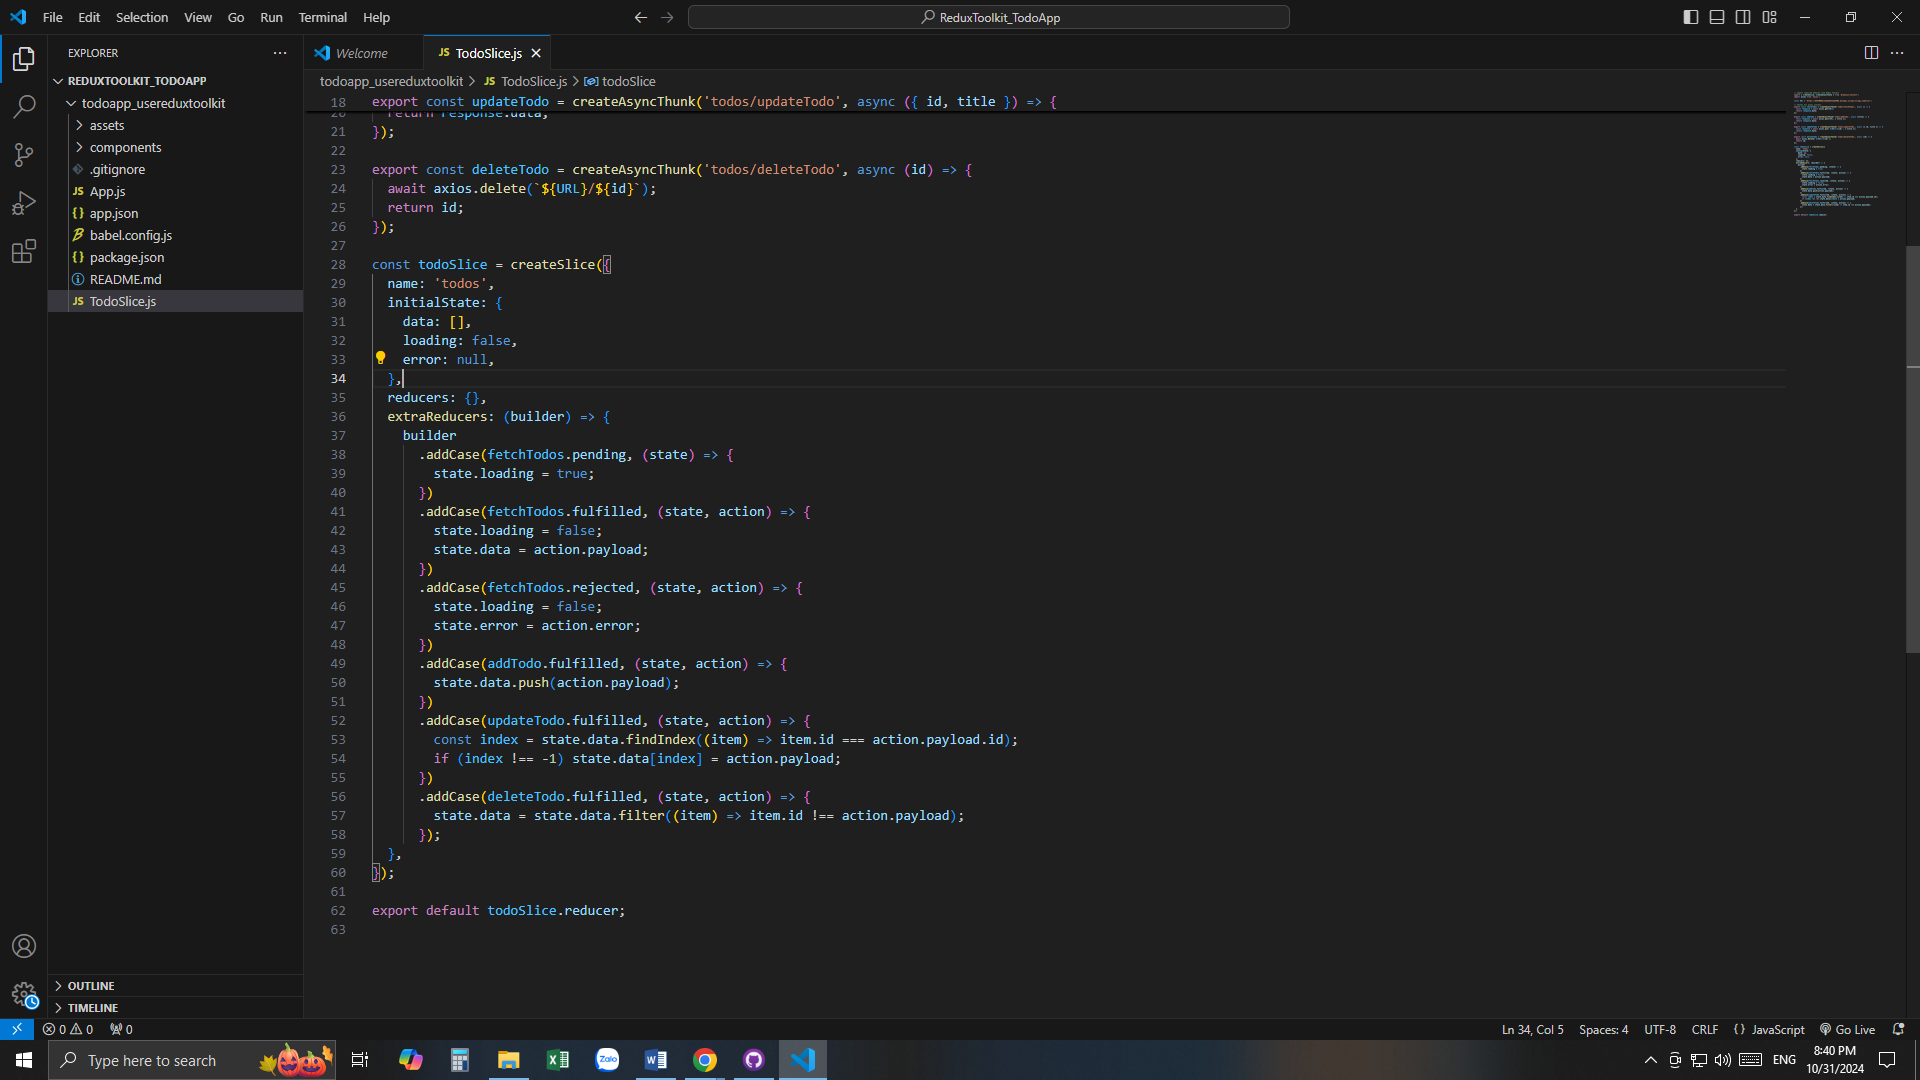 File Edit Selection View Go Run Terminal Help
ReduxToolkit_TodoApp
EXPLORER
REDUXTOOLKIT_TODOAPP
todoapp_usereduxtoolkit
assets
components
.gitignore
JS App.js
{} app.json
babel.config.js
{} package.json
README.md
JS TodoSlice.js
OUTLINE
TIMELINE
Welcome
JS TodoSlice.js
todoapp_usereduxtoolkit > JS TodoSlice.js > todoSlice
18 export const updateTodo = createAsyncThunk('todos/updateTodo', async ({ id, title }) => {
20 return response.data;
21 });
22
23 export const deleteTodo = createAsyncThunk('todos/deleteTodo', async (id) => {
24 await axios.delete(`${URL}/${id}`);
25 return id;
26 });
27
28 const todoSlice = createSlice({
29 name: 'todos',
30 initialState: {
31 data: [],
32 loading: false,
33 error: null,
34 },
35 reducers: {},
36 extraReducers: (builder) => {
37 builder
38 .addCase(fetchTodos.pending, (state) => {
39 state.loading = true;
40 })
41 .addCase(fetchTodos.fulfilled, (state, action) => {
42 state.loading = false;
43 state.data = action.payload;
44 })
45 .addCase(fetchTodos.rejected, (state, action) => {
46 state.loading = false;
47 state.error = action.error;
48 })
49 .addCase(addTodo.fulfilled, (state, action) => {
50 state.data.push(action.payload);
51 })
52 .addCase(updateTodo.fulfilled, (state, action) => {
53 const index = state.data.findIndex((item) => item.id === action.payload.id);
54 if (index !== -1) state.data[index] = action.payload;
55 })
56 .addCase(deleteTodo.fulfilled, (state, action) => {
57 state.data = state.data.filter((item) => item.id !== action.payload);
58 });
59 },
60 });
61
62 export default todoSlice.reducer;
63
0 0 0
Ln 34, Col 5 Spaces: 4 UTF-8 CRLF {} JavaScript Go Live
Type here to search
Zalo
ENG
8:40 PM
10/31/2024